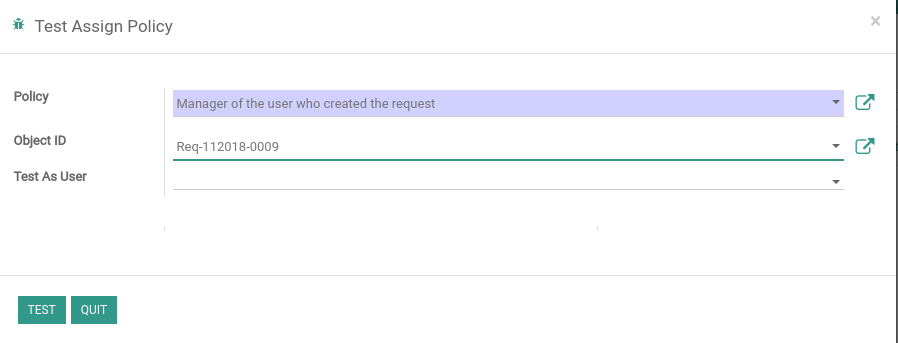 Test Assign Policy
×
Policy
Manager of the user who created the request
Object ID
Req-112018-0009
Test As User
TEST
QUIT